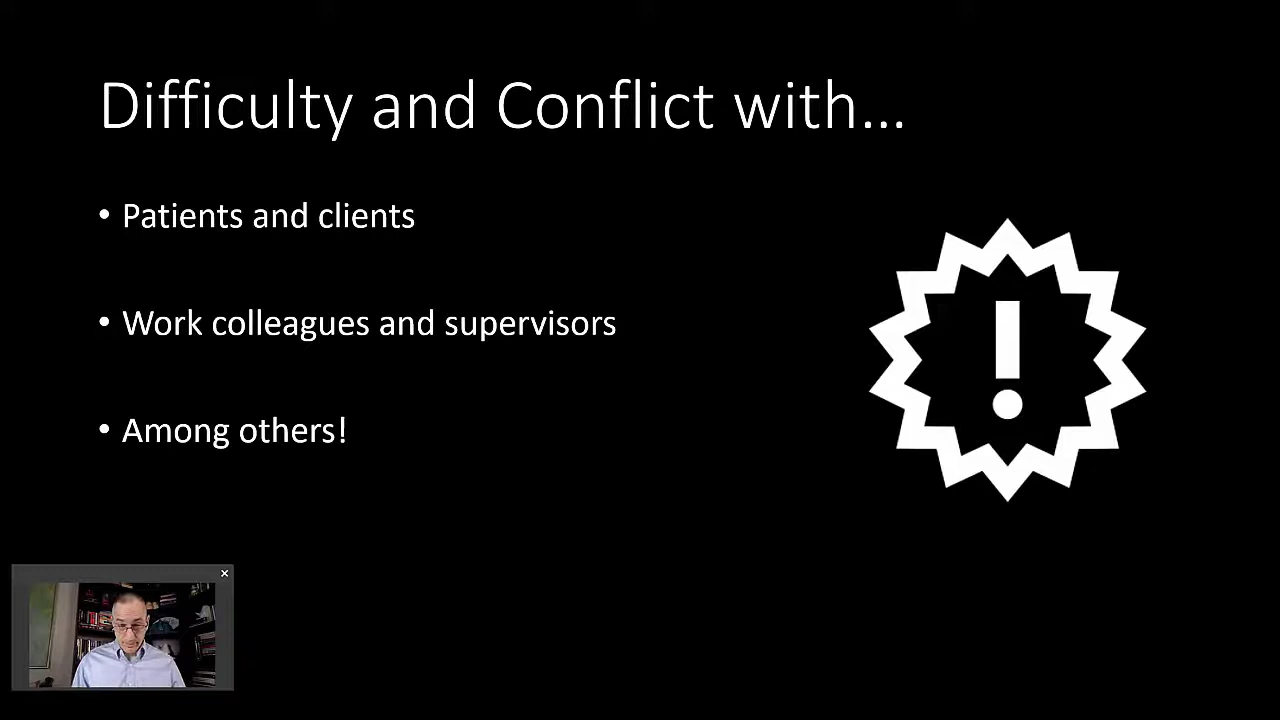 Difficulty and Conflict with...
• Patients and clients
• Work colleagues and supervisors
• Among others!
!